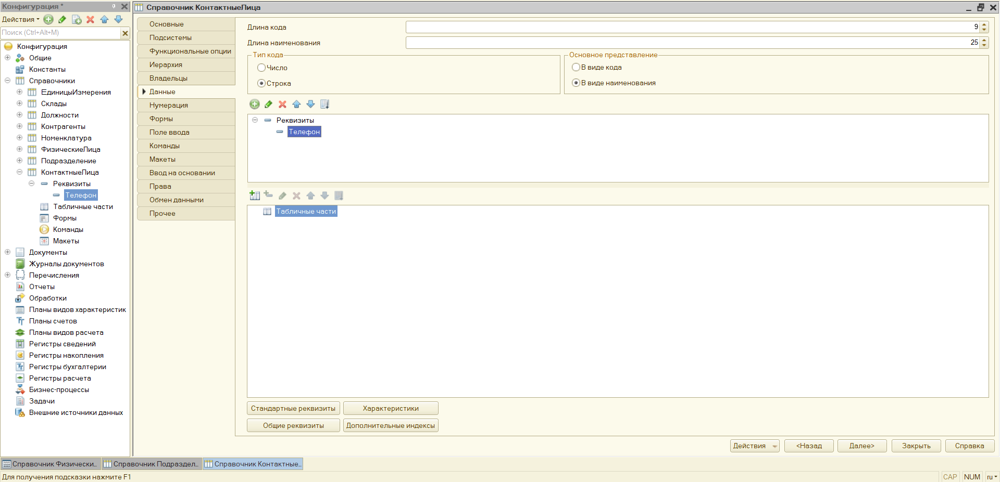 Конфигурация *
Действия
Поиск (Ctrl+Alt+M)
Конфигурация
Общие
Константы
Справочники
ЕдиницыИзмерения
Склады
Должности
Контрагенты
Номенклатура
ФизическиеЛица
Подразделение
КонтактныеЛица
Реквизиты
Телефон
Табличные части
Формы
Команды
Макеты
Документы
Журналы документов
Перечисления
Отчеты
Обработки
Планы видов характеристик
Планы счетов
Планы видов расчета
Регистры сведений
Регистры накопления
Регистры бухгалтерии
Регистры расчета
Бизнес-процессы
Задачи
Внешние источники данных
Справочник КонтактныеЛица
Основные
Подсистемы
Функциональные опции
Иерархия
Владельцы
Данные
Нумерация
Формы
Поле ввода
Команды
Макеты
Ввод на основании
Права
Обмен данными
Прочее
Длина кода 9
Длина наименования 25
Тип кода
Число
Строка
Основное представление
В виде кода
В виде наименования
Реквизиты
Телефон
Табличные части
Стандартные реквизиты Характеристики
Общие реквизиты Дополнительные индексы
Действия <Назад Далее> Закрыть Справка
Справочник Физически... Справочник Подраздел... Справочник Контактные...
Для получения подсказки нажмите F1 CAP NUM ru